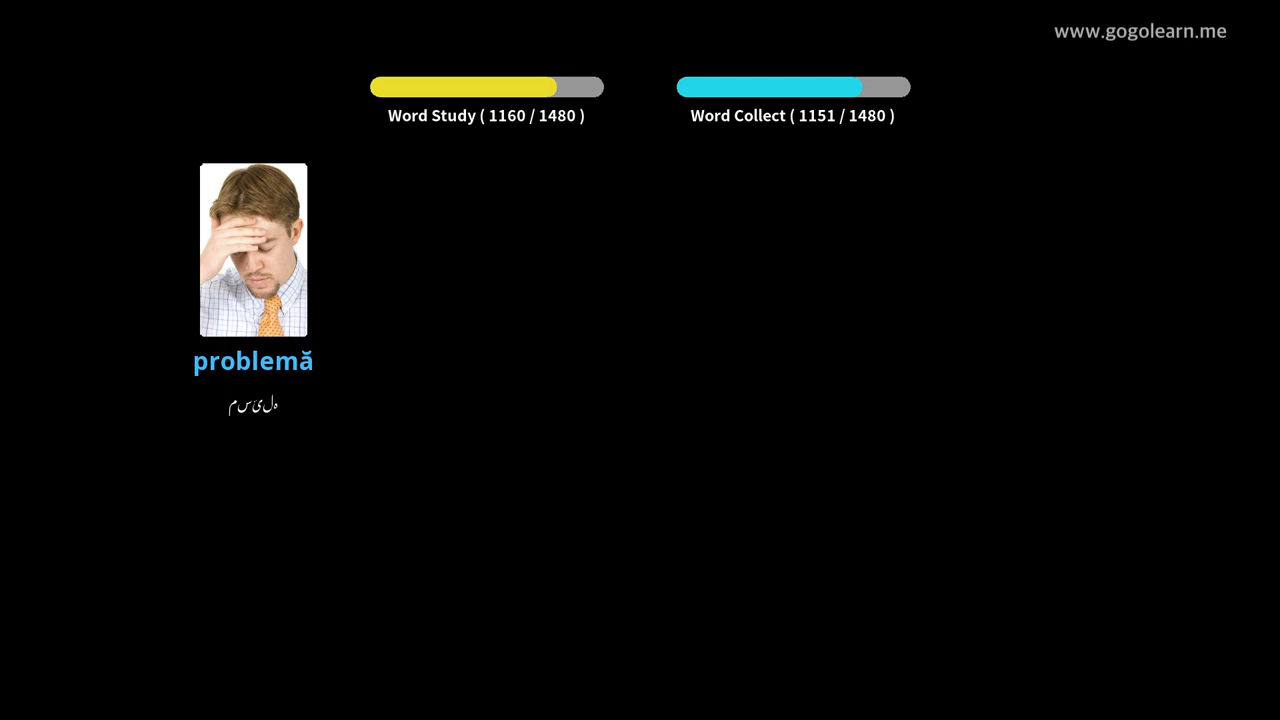 www.gogolearn.me
Word Study ( 1160 / 1480 )
Word Collect ( 1151 / 1480 )
problemă
مسئلہ